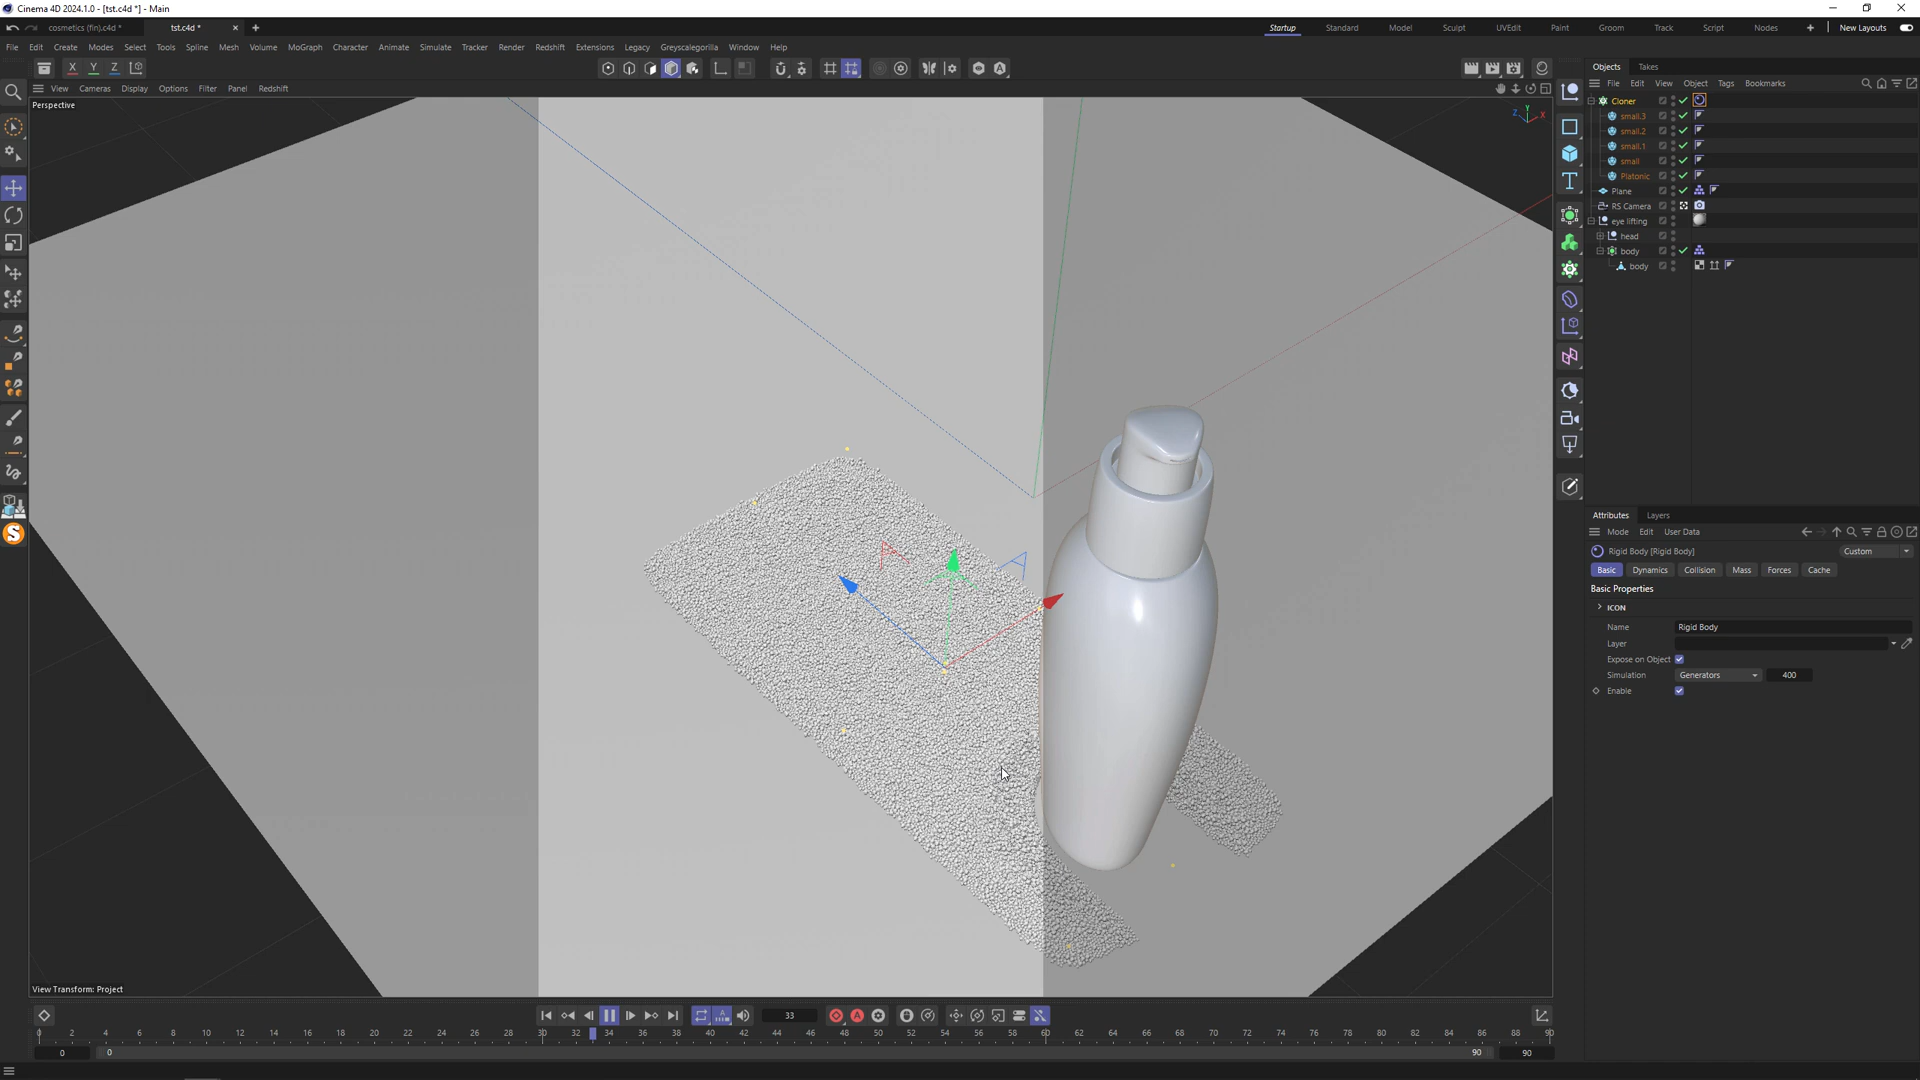 Cinema 4D 2024.1.0 - [tst.c4d *] - Main
cosmetics (fin).c4d * tst.c4d * Startup Standard Model Sculpt UVEdit Paint Groom Track Script Nodes New Layouts
File Edit Create Modes Select Tools Spline Mesh Volume MoGraph Character Animate Simulate Tracker Render Redshift Extensions Legacy Greyscalegorilla Window Help
X Y Z
Objects Takes
File Edit View Object Tags Bookmarks
View Cameras Display Options Filter Panel Redshift
Perspective
Z Y X
Cloner
small.3
small.2
small.1
small
Platonic
Plane
RS Camera
eye lifting
head
body
body
Attributes Layers
Mode Edit User Data
Rigid Body [Rigid Body] Custom
Basic Dynamics Collision Mass Forces Cache
Basic Properties
ICON
Name Rigid Body
Layer
Expose on Object
Simulation Generators 400
Enable
View Transform: Project
33
0 2 4 6 8 10 12 14 16 18 20 22 24 26 28 30 32 34 36 38 40 42 44 46 48 50 52 54 56 58 60 62 64 66 68 70 72 74 76 78 80 82 84 86 88 90
0 0 90 90